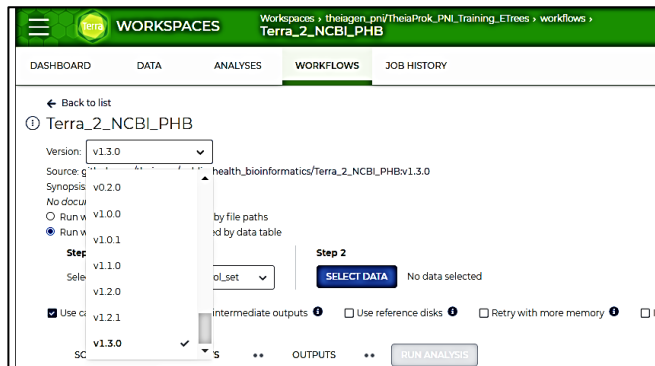 Terra
WORKSPACES
Workspaces › theiagen_pni/TheiaProk_PNI_Training_ETrees › workflows ›
Terra_2_NCBI_PHB
DASHBOARD DATA ANALYSES WORKFLOWS JOB HISTORY
← Back to list
Terra_2_NCBI_PHB
Version: v1.3.0
Source: health_bioinformatics/Terra_2_NCBI_PHB:v1.3.0
Synopsis
v0.2.0
No
v1.0.0
Run by file paths
v1.0.1
Run ed by data table
v1.1.0
Step Step 2
Sele ol_set SELECT DATA No data selected
v1.2.0
Use intermediate outputs Use reference disks Retry with more memory
v1.2.1
v1.3.0 ✓
OUTPUTS RUN ANALYSIS